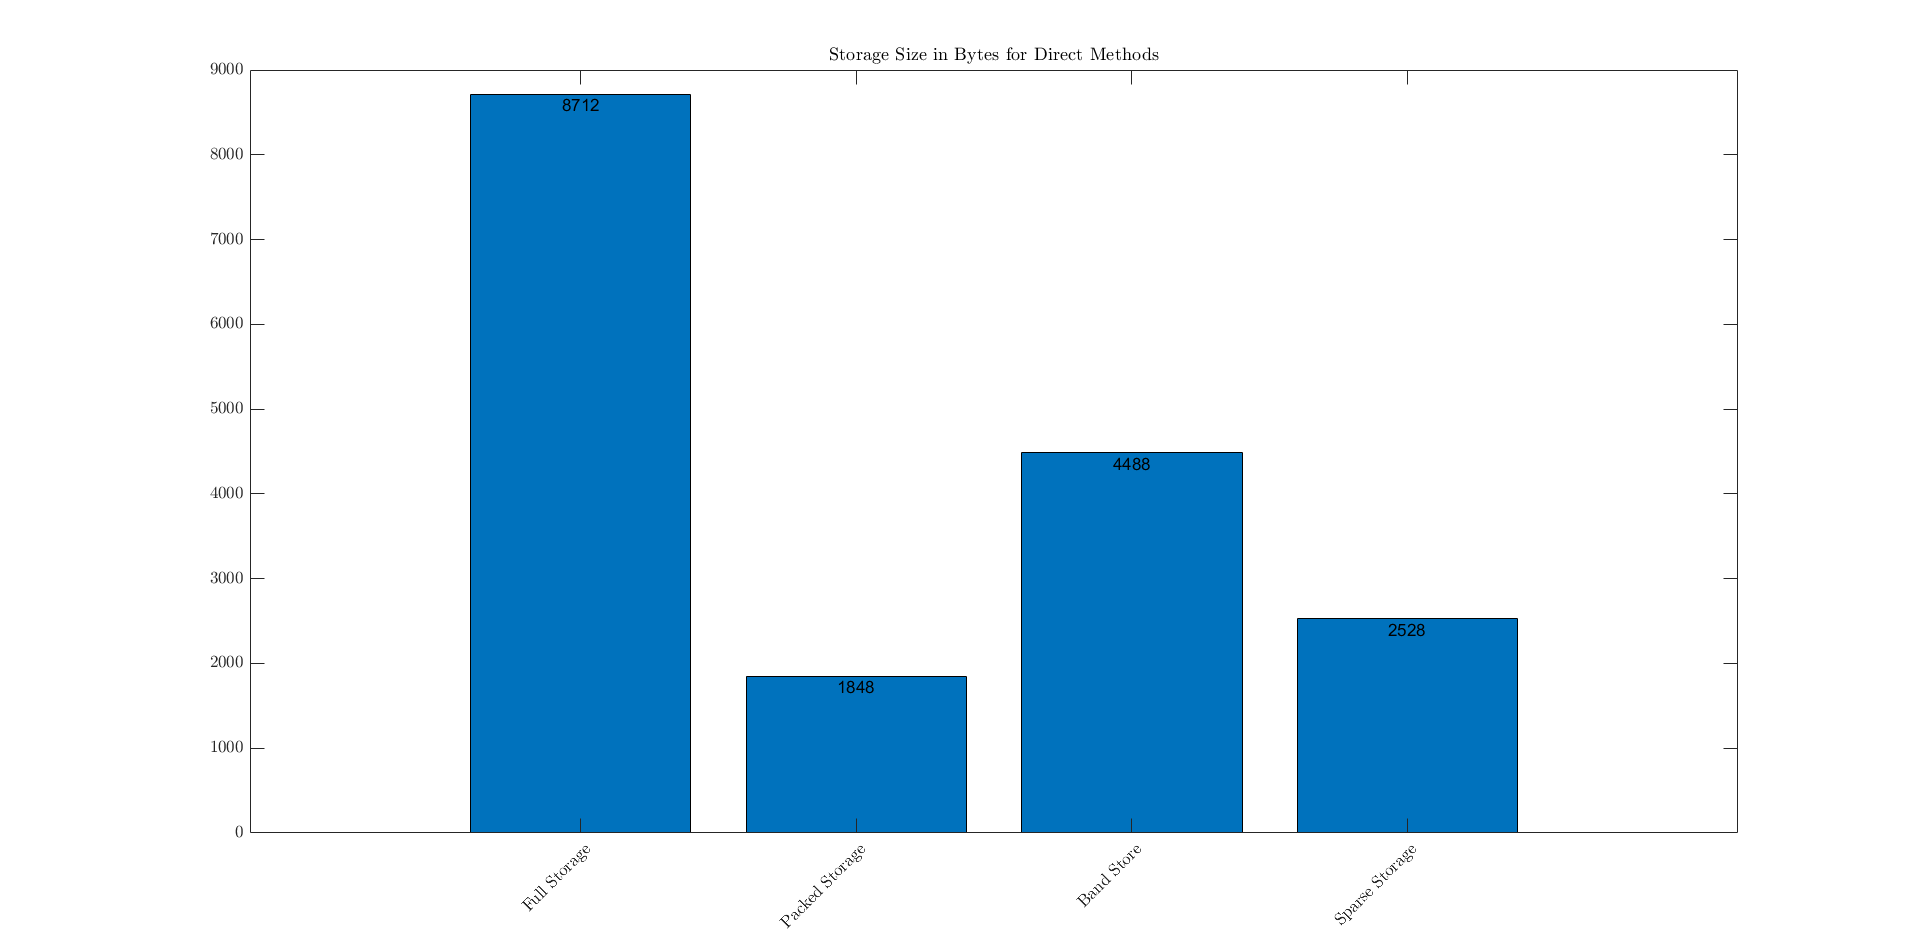 Storage Size in Bytes for Direct Methods
9000
8000
7000
6000
5000
4000
3000
2000
1000
0
8712
1848
4488
2528
Full Storage
Packed Storage
Band Store
Sparse Storage